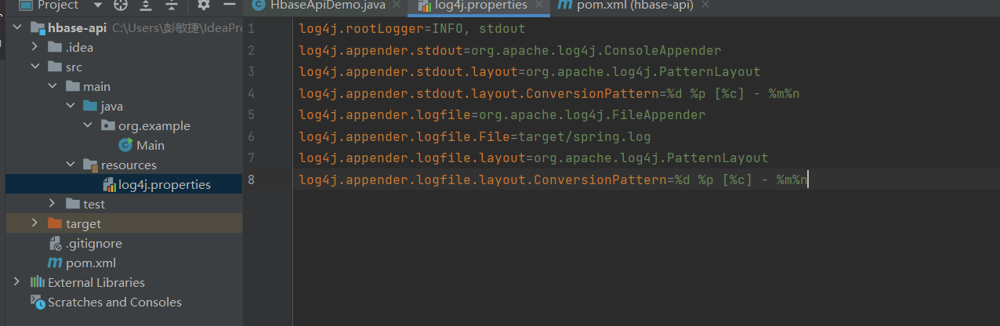 Project
HbaseApiDemo.java
log4j.properties
pom.xml (hbase-api)
hbase-api C:\Users\彭敏捷\IdeaPro
.idea
src
main
java
org.example
Main
resources
log4j.properties
test
target
.gitignore
pom.xml
External Libraries
Scratches and Consoles
1 log4j.rootLogger=INFO, stdout
2 log4j.appender.stdout=org.apache.log4j.ConsoleAppender
3 log4j.appender.stdout.layout=org.apache.log4j.PatternLayout
4 log4j.appender.stdout.layout.ConversionPattern=%d %p [%c] - %m%n
5 log4j.appender.logfile=org.apache.log4j.FileAppender
6 log4j.appender.logfile.File=target/spring.log
7 log4j.appender.logfile.layout=org.apache.log4j.PatternLayout
8 log4j.appender.logfile.layout.ConversionPattern=%d %p [%c] - %m%n